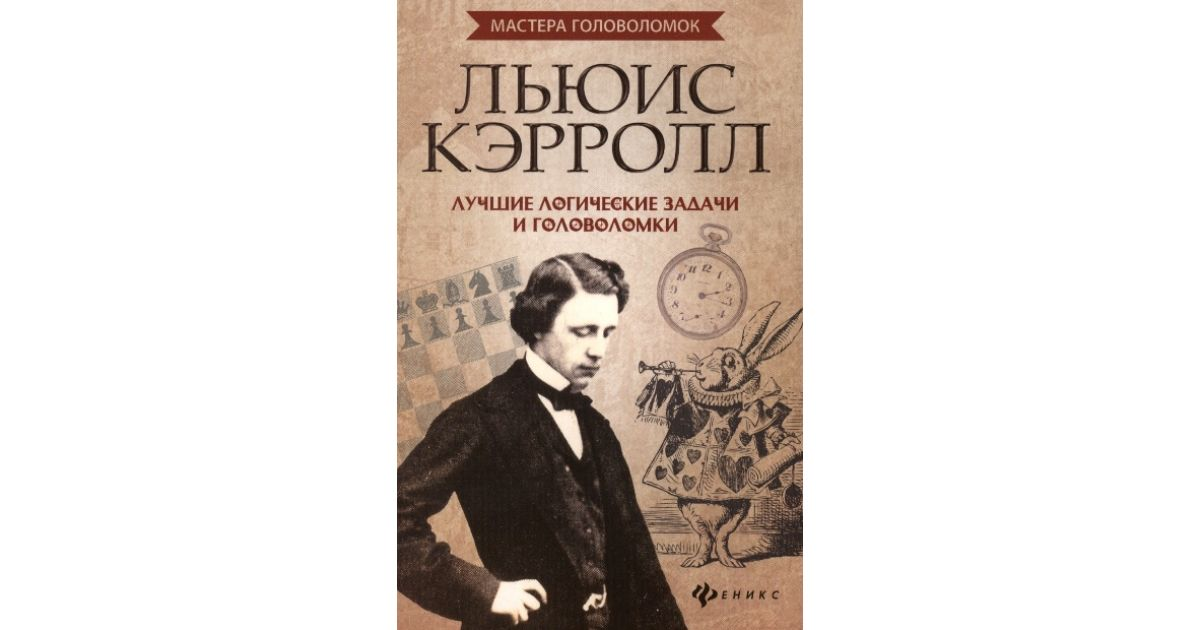 МАСТЕРА ГОЛОВОЛОМОК
ЛЬЮИС
КЭРРОЛЛ
ЛУЧШИЕ ЛОГИЧЕСКИЕ ЗАДАЧИ
И ГОЛОВОЛОМКИ
ФЕНИКС